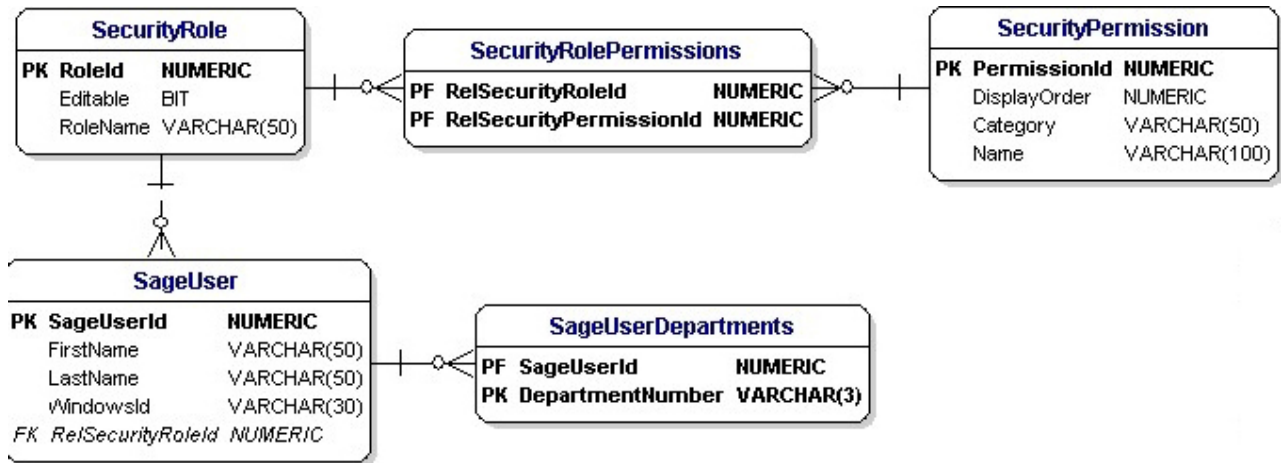 SecurityRole
PK RoleId NUMERIC
Editable BIT
RoleName VARCHAR(50)
SecurityRolePermissions
PF RelSecurityRoleId NUMERIC
PF RelSecurityPermissionId NUMERIC
SecurityPermission
PK PermissionId NUMERIC
DisplayOrder NUMERIC
Category VARCHAR(50)
Name VARCHAR(100)
SageUser
PK SageUserId NUMERIC
FirstName VARCHAR(50)
LastName VARCHAR(50)
WindowsId VARCHAR(30)
FK RelSecurityRoleId NUMERIC
SageUserDepartments
PF SageUserId NUMERIC
PK DepartmentNumber VARCHAR(3)